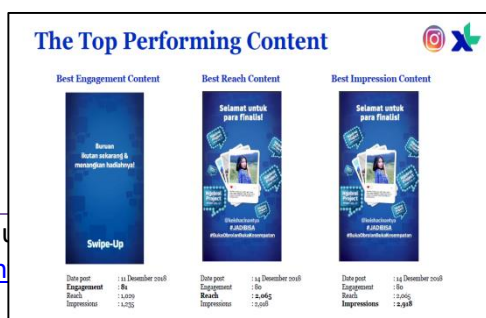 The Top Performing Content
XL
Best Engagement Content
Buruan
ikutan sekarang &
menangkan hadiahnya!
Swipe-Up
Date post : 11 Desember 2018
Engagement : 81
Reach : 1,029
Impressions : 1,235
Best Reach Content
Selamat untuk
para finalis!
#JADIBISA
Date post : 14 Desember 2018
Engagement : 80
Reach : 2,065
Impressions : 2,918
Best Impression Content
Selamat untuk
para finalis!
#JADIBISA
Date post : 14 Desember 2018
Engagement : 80
Reach : 2,065
Impressions : 2,918